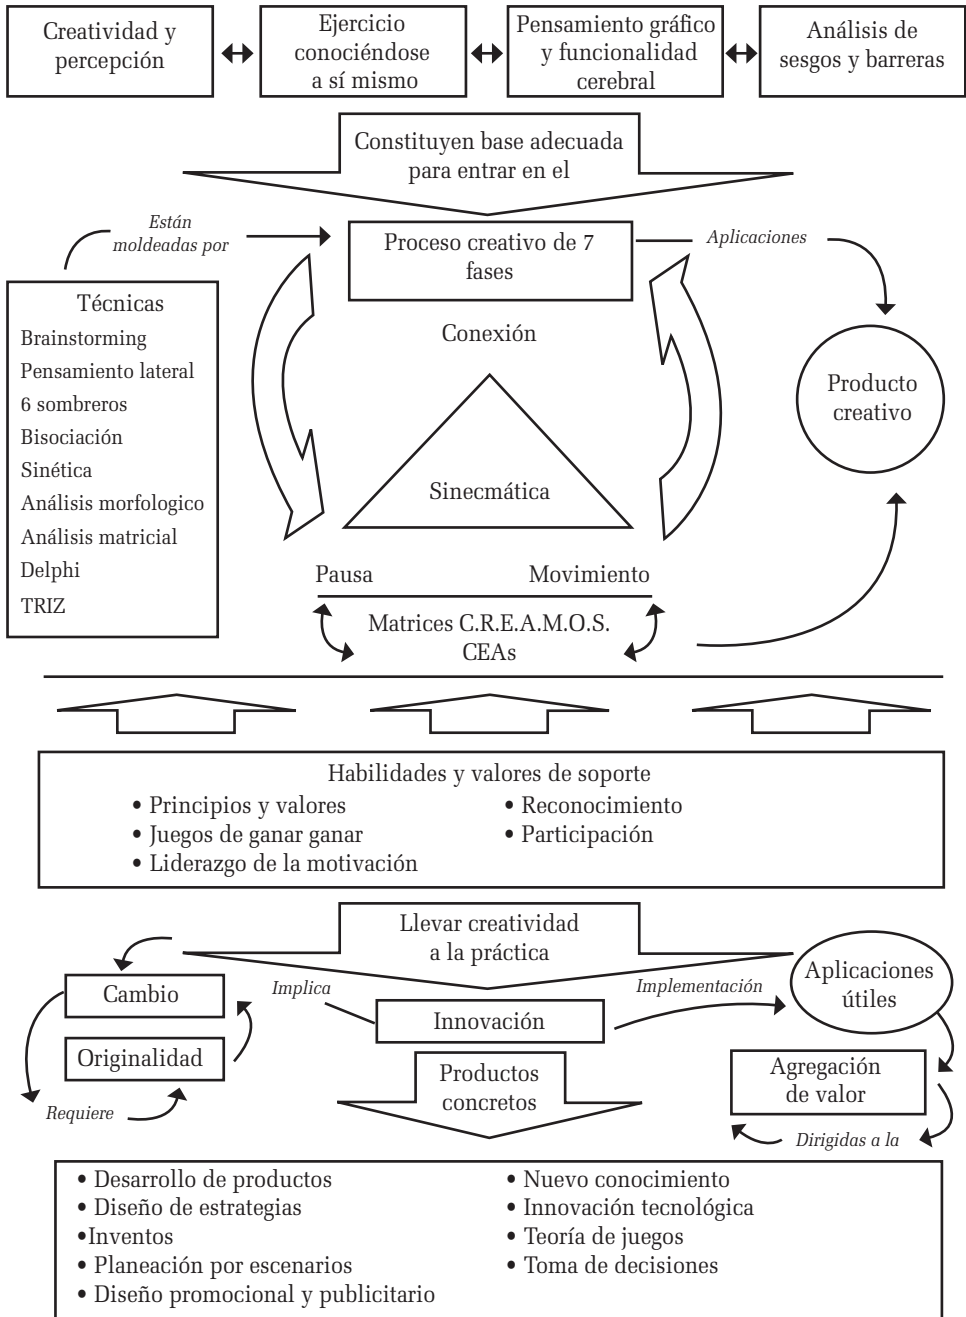 Creatividad y
percepción
Ejercicio
conociéndose
a sí mismo
Pensamiento gráfico
y funcionalidad
cerebral
Análisis de
sesgos y barreras
Constituyen base adecuada
para entrar en el
Están
moldeadas por
Proceso creativo de 7
fases
Aplicaciones
Técnicas
Brainstorming
Pensamiento lateral
6 sombreros
Bisociación
Sinética
Análisis morfologico
Análisis matricial
Delphi
TRIZ
Conexión
Sinecmática
Pausa
Movimiento
Producto
creativo
Matrices C.R.E.A.M.O.S.
CEAs
Habilidades y valores de soporte
• Principios y valores
• Juegos de ganar ganar
• Liderazgo de la motivación
• Reconocimiento
• Participación
Llevar creatividad
a la práctica
Cambio
Originalidad
Requiere
Implica
Innovación
Implementación
Aplicaciones
útiles
Agregación
de valor
Dirigidas a la
Productos
concretos
• Desarrollo de productos
• Diseño de estrategias
•Inventos
• Planeación por escenarios
• Diseño promocional y publicitario
• Nuevo conocimiento
• Innovación tecnológica
• Teoría de juegos
• Toma de decisiones